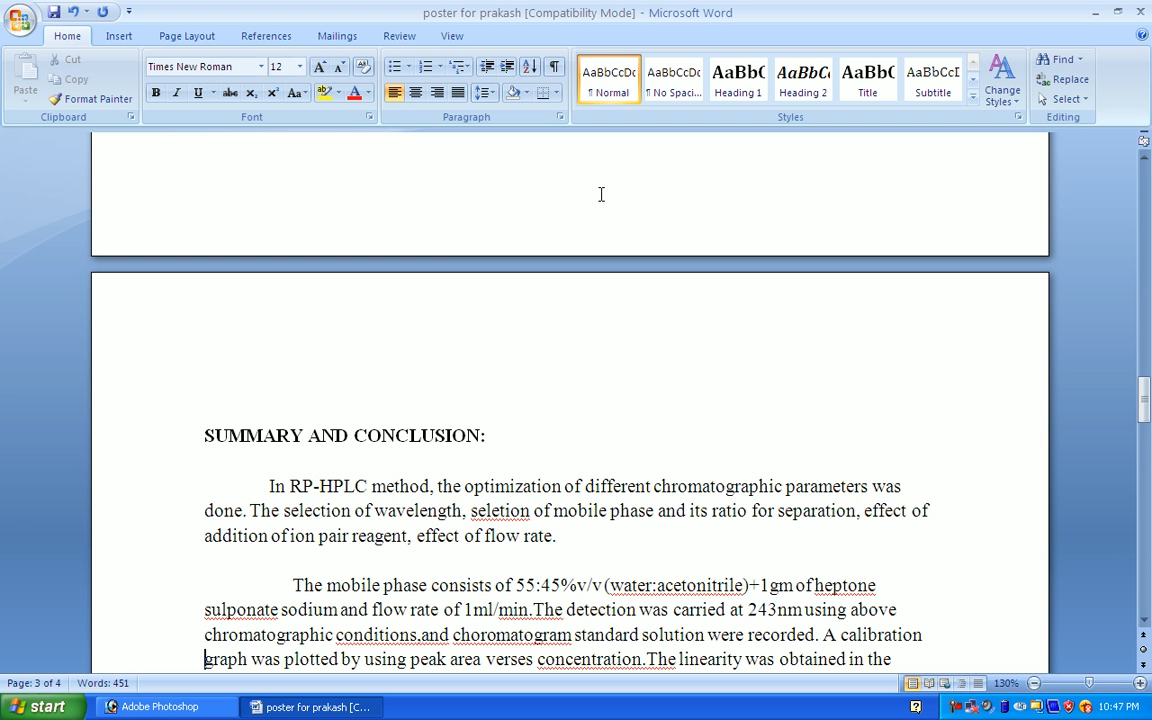 poster for prakash [Compatibility Mode] - Microsoft Word
Home Insert Page Layout References Mailings Review View
Paste
Cut
Copy
Format Painter
Clipboard
Times New Roman 12
B I U abc X₂ X² Aa A
Font
Paragraph
AaBbCcDc AaBbCcDc AaBbC AaBbCc AaBbC AaBbCcI
¶ Normal ¶ No Spaci... Heading 1 Heading 2 Title Subtitle
Change Styles
Styles
Find
Replace
Select
Editing
SUMMARY AND CONCLUSION:
In RP-HPLC method, the optimization of different chromatographic parameters was
done. The selection of wavelength, seletion of mobile phase and its ratio for separation, effect of
addition of ion pair reagent, effect of flow rate.
The mobile phase consists of 55:45%v/v (water:acetonitrile)+1gm of heptone
sulponate sodium and flow rate of 1ml/min.The detection was carried at 243nm using above
chromatographic conditions,and choromatogram standard solution were recorded. A calibration
graph was plotted by using peak area verses concentration.The linearity was obtained in the
Page: 3 of 4 Words: 451
130%
start
Adobe Photoshop
poster for prakash [C...
10:47 PM